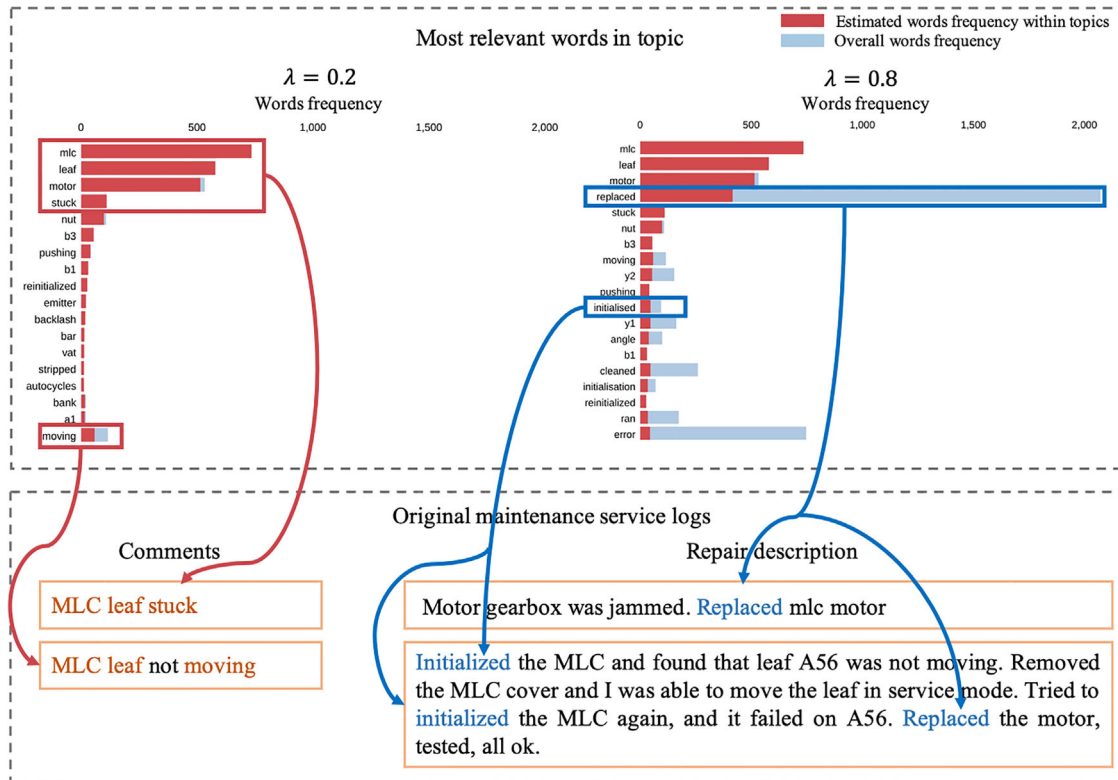 Most relevant words in topic
Estimated words frequency within topics
Overall words frequency
λ = 0.2
Words frequency
0 500 1,000 1,500 2,000
mlc
leaf
motor
stuck
nut
b3
pushing
b1
reinitialized
emitter
backlash
bar
vat
stripped
autocycles
bank
a1
moving
λ = 0.8
Words frequency
0 500 1,000 1,500 2,000
mlc
leaf
motor
replaced
stuck
nut
b3
moving
y2
pushing
initialised
y1
angle
b1
cleaned
initialisation
reinitialized
ran
error
Original maintenance service logs
Comments
MLC leaf stuck
MLC leaf not moving
Repair description
Motor gearbox was jammed. Replaced mlc motor
Initialized the MLC and found that leaf A56 was not moving. Removed
the MLC cover and I was able to move the leaf in service mode. Tried to
initialized the MLC again, and it failed on A56. Replaced the motor,
tested, all ok.